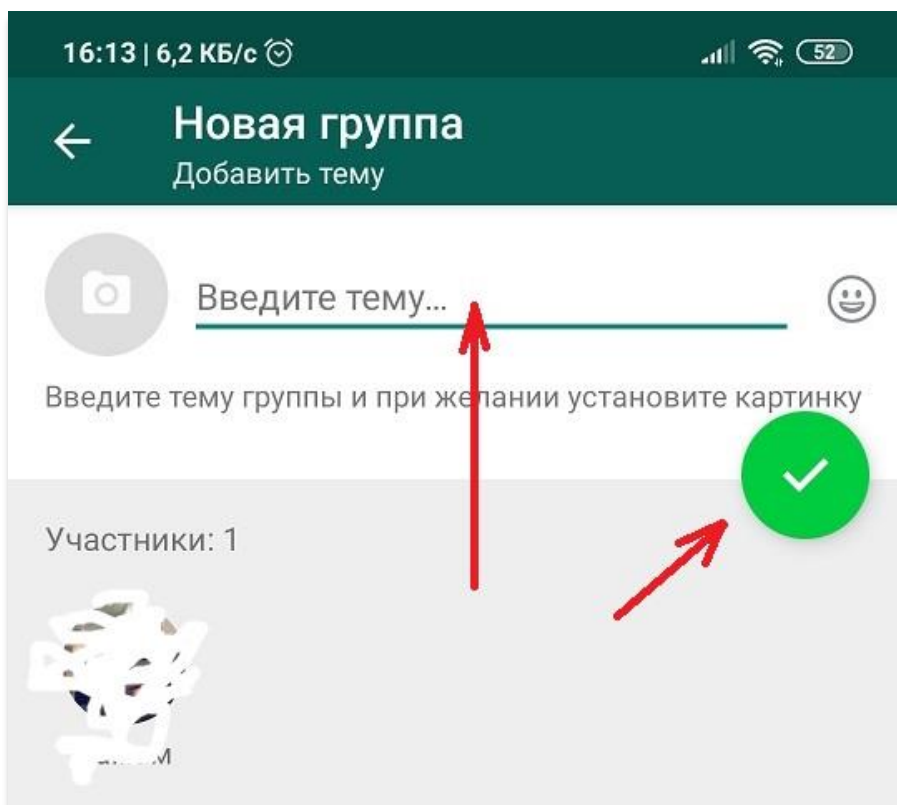 16:13 | 6,2 КБ/с 52
Новая группа
Добавить тему
Введите тему...
Введите тему группы и при желании установите картинку
Участники: 1